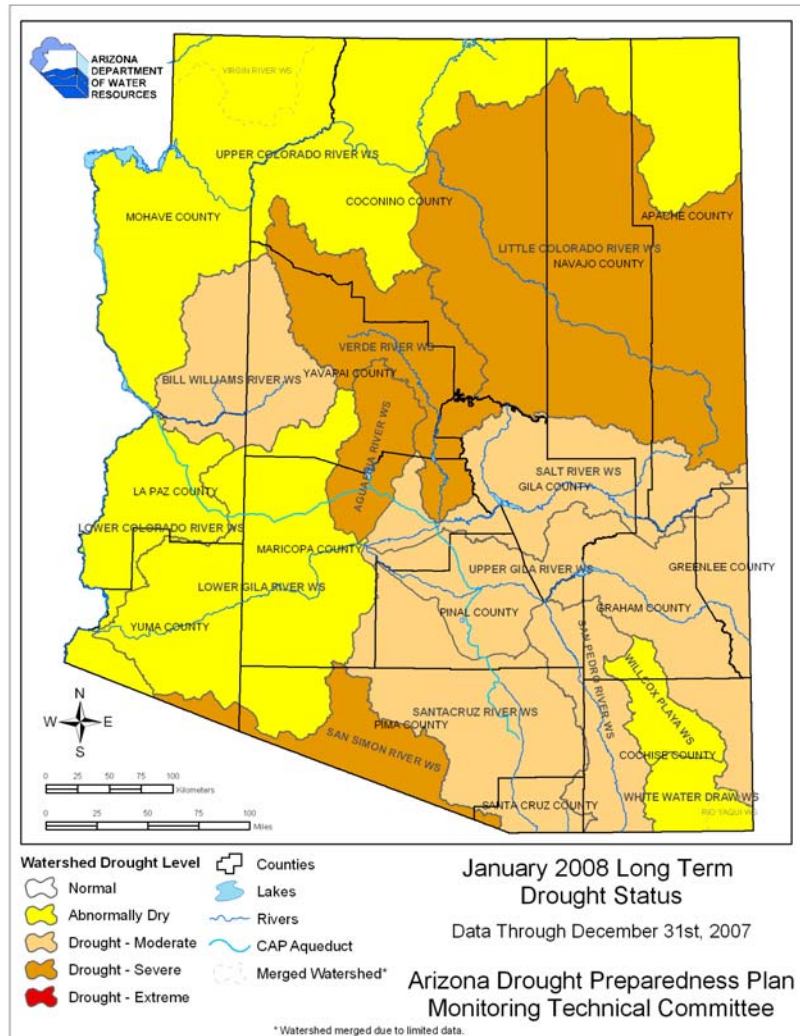 ARIZONA
DEPARTMENT
OF WATER
RESOURCES
VIRGIN RIVER WS
UPPER COLORADO RIVER WS
COCONINO COUNTY
MOHAVE COUNTY
APACHE COUNTY
LITTLE COLORADO RIVER WS
NAVAJO COUNTY
VERDE RIVER WS
YAVAPAI COUNTY
BILL WILLIAMS RIVER WS
AGUA FRIA RIVER WS
SALT RIVER WS
GILA COUNTY
LA PAZ COUNTY
LOWER COLORADO RIVER WS
MARICOPA COUNTY
UPPER GILA RIVER WS
GREENLEE COUNTY
LOWER GILA RIVER WS
PINAL COUNTY
GRAHAM COUNTY
YUMA COUNTY
SAN PEDRO RIVER WS
WILLCOX PLAYA WS
SANTACRUZ RIVER WS
PIMA COUNTY
SAN SIMON RIVER WS
COCHISE COUNTY
SANTA CRUZ COUNTY
WHITE WATER DRAW WS
RIO YAQUI WS
N
W E
S
0 25 50 75 100
Kilometers
0 25 50 75 100
Miles
Watershed Drought Level
Normal
Abnormally Dry
Drought - Moderate
Drought - Severe
Drought - Extreme
Counties
Lakes
Rivers
CAP Aqueduct
Merged Watershed*
January 2008 Long Term
Drought Status
Data Through December 31st, 2007
Arizona Drought Preparedness Plan
Monitoring Technical Committee
* Watershed merged due to limited data.